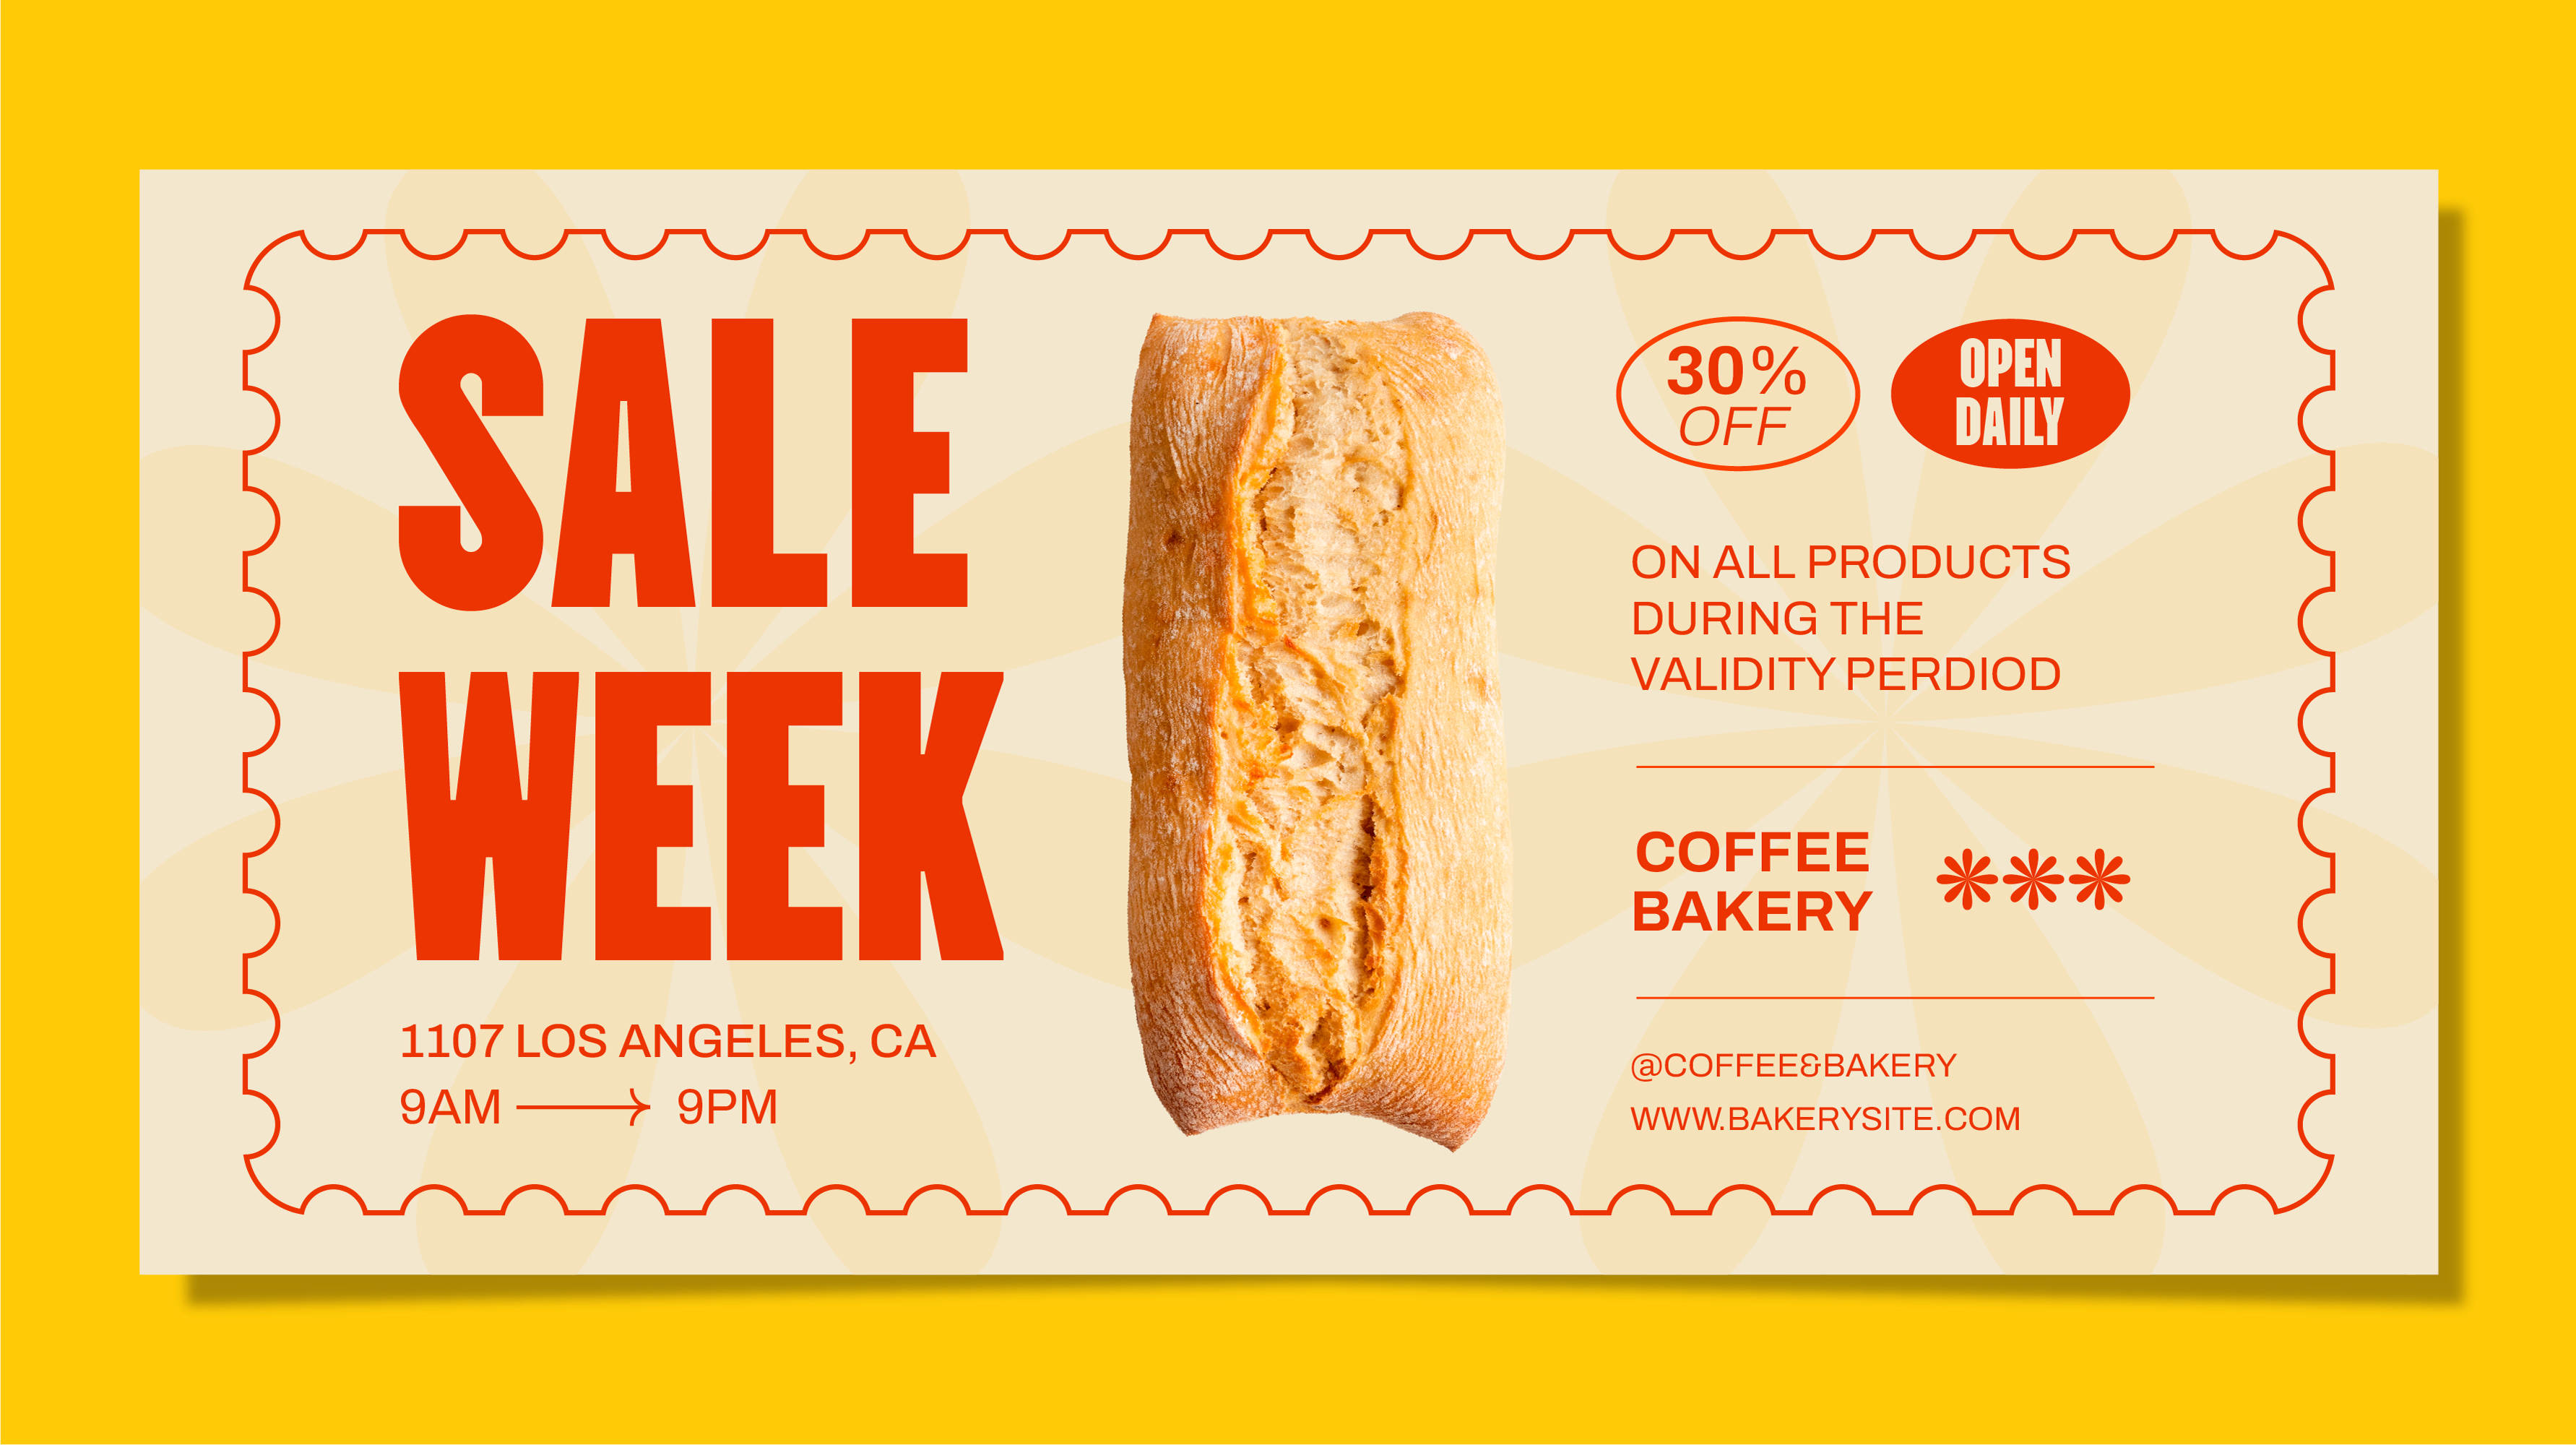 SALE
WEEK
1107 LOS ANGELES, CA
9AM 9PM
30%
OFF
OPEN
DAILY
ON ALL PRODUCTS
DURING THE
VALIDITY PERDIOD
COFFEE
BAKERY
@COFFEE&BAKERY
WWW.BAKERYSITE.COM